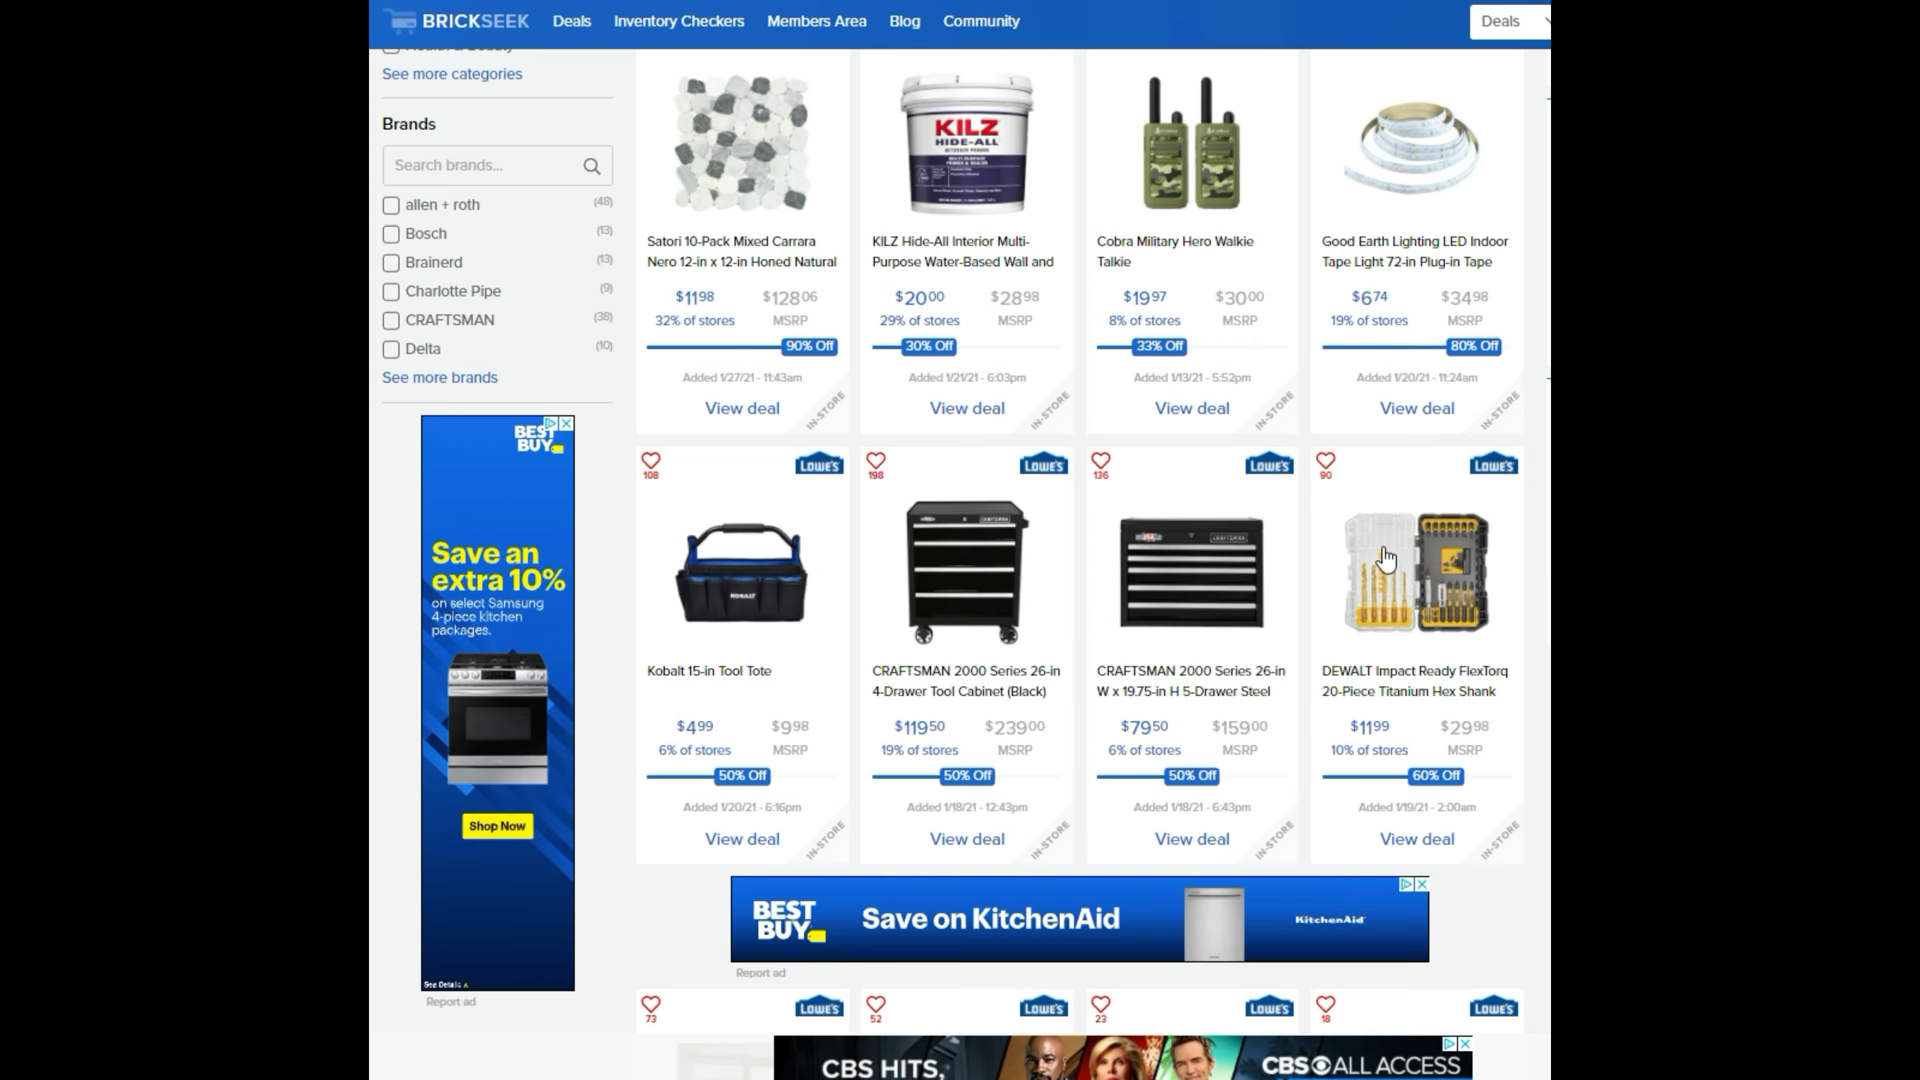 BRICKSEEK
Deals
Inventory Checkers
Members Area
Blog
Community
Deals
See more categories
Brands
Search brands...
allen + roth (48)
Bosch (13)
Brainerd (13)
Charlotte Pipe (9)
CRAFTSMAN (38)
Delta (10)
See more brands
BEST
BUY
Save an
extra 10%
on select Samsung
4-piece kitchen
packages.
Shop Now
See Details
Report ad
KILZ
HIDE-ALL
Satori 10-Pack Mixed Carrara
Nero 12-in x 12-in Honed Natural
$11.98 $128.06
32% of stores MSRP
90% Off
Added 1/27/21 - 11:43am
View deal
IN-STORE
KILZ Hide-All Interior Multi-
Purpose Water-Based Wall and
$20.00 $28.98
29% of stores MSRP
30% Off
Added 1/21/21 - 6:03pm
View deal
IN-STORE
Cobra Military Hero Walkie
Talkie
$19.97 $30.00
8% of stores MSRP
33% Off
Added 1/13/21 - 5:52pm
View deal
IN-STORE
Good Earth Lighting LED Indoor
Tape Light 72-in Plug-in Tape
$6.74 $34.98
19% of stores MSRP
80% Off
Added 1/20/21 - 11:24am
View deal
IN-STORE
108
LOWE'S
KOBALT
Kobalt 15-in Tool Tote
$4.99 $9.98
6% of stores MSRP
50% Off
Added 1/20/21 - 6:16pm
View deal
IN-STORE
198
LOWE'S
CRAFTSMAN
CRAFTSMAN 2000 Series 26-in
4-Drawer Tool Cabinet (Black)
$119.50 $239.00
19% of stores MSRP
50% Off
Added 1/18/21 - 12:43pm
View deal
IN-STORE
136
LOWE'S
CRAFTSMAN
CRAFTSMAN 2000 Series 26-in
W x 19.75-in H 5-Drawer Steel
$79.50 $159.00
6% of stores MSRP
50% Off
Added 1/18/21 - 6:43pm
View deal
IN-STORE
90
LOWE'S
DEWALT Impact Ready FlexTorq
20-Piece Titanium Hex Shank
$11.99 $29.98
10% of stores MSRP
60% Off
Added 1/19/21 - 2:00am
View deal
IN-STORE
BEST
BUY
Save on KitchenAid
KitchenAid
Report ad
73
LOWE'S
52
LOWE'S
23
LOWE'S
18
LOWE'S
CBS HITS,
CBS ALL ACCESS